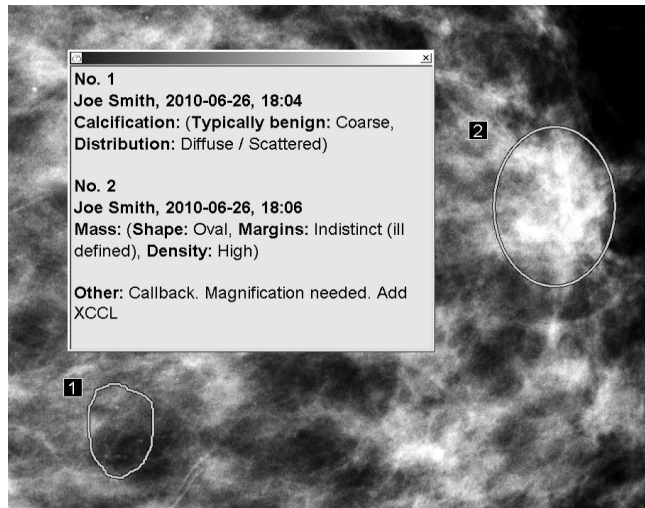 No. 1
Joe Smith, 2010-06-26, 18:04
Calcification: (Typically benign: Coarse,
Distribution: Diffuse / Scattered)
No. 2
Joe Smith, 2010-06-26, 18:06
Mass: (Shape: Oval, Margins: Indistinct (ill
defined), Density: High)
Other: Callback. Magnification needed. Add
XCCL
2
1